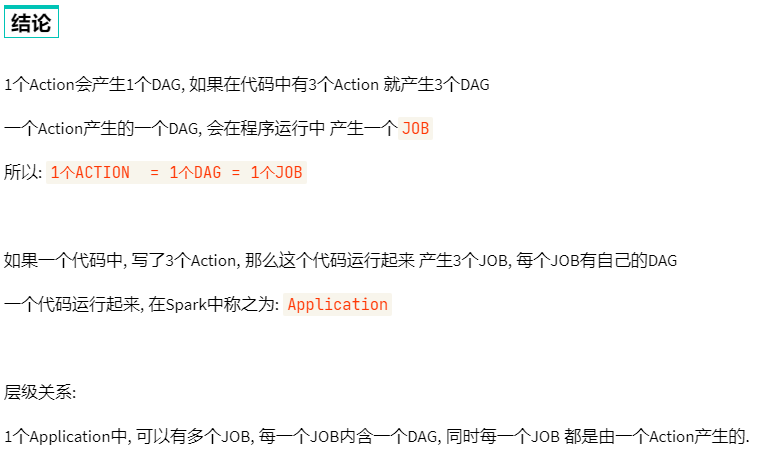 结论
1个Action会产生1个DAG, 如果在代码中有3个Action 就产生3个DAG
一个Action产生的一个DAG, 会在程序运行中 产生一个JOB
所以: 1个ACTION  = 1个DAG = 1个JOB
如果一个代码中, 写了3个Action, 那么这个代码运行起来 产生3个JOB, 每个JOB有自己的DAG
一个代码运行起来, 在Spark中称之为: Application
层级关系:
1个Application中, 可以有多个JOB, 每一个JOB内含一个DAG, 同时每一个JOB 都是由一个Action产生的.